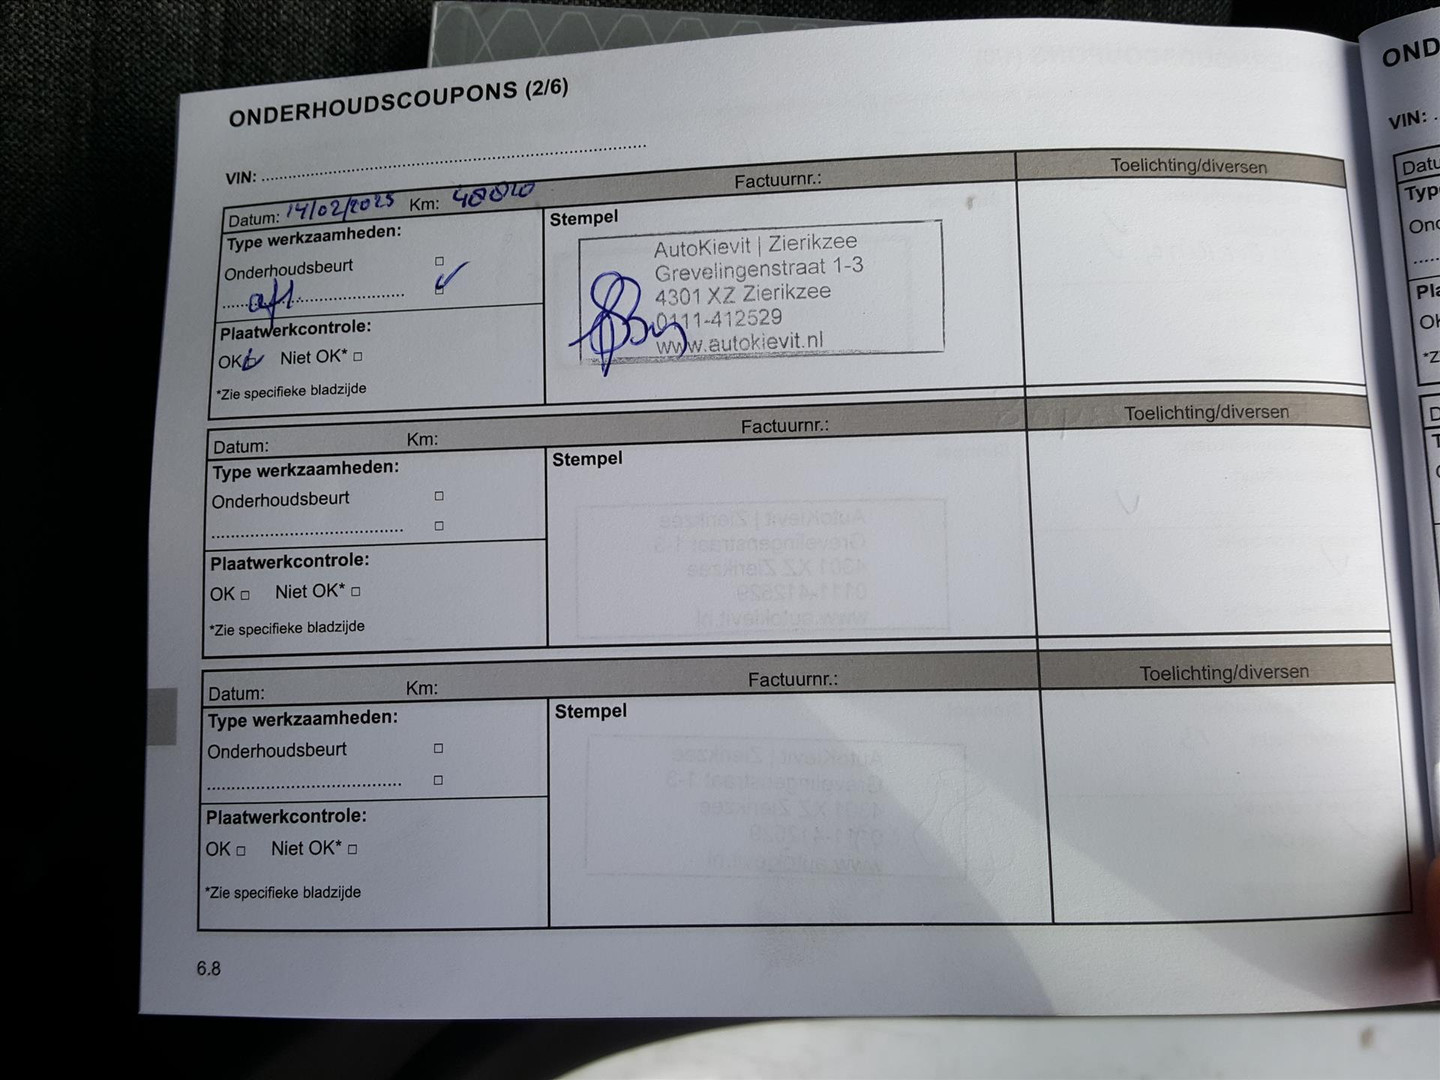 ONDERHOUDSCOUPONS (2/6)
VIN: ....................
Datum: 14/02/2025 Km: 48820 Factuurnr.: Toelichting/diversen
Type werkzaamheden:
Onderhoudsbeurt
afl.
Plaatwerkcontrole:
OK Niet OK*
*Zie specifieke bladzijde
Stempel
AutoKievit | Zierikzee
Grevelingenstraat 1-3
4301 XZ Zierikzee
0111-412529
www.autokievit.nl
Datum: Km: Factuurnr.: Toelichting/diversen
Type werkzaamheden:
Onderhoudsbeurt
Plaatwerkcontrole:
OK Niet OK*
*Zie specifieke bladzijde
Stempel
Datum: Km: Factuurnr.: Toelichting/diversen
Type werkzaamheden:
Onderhoudsbeurt
Plaatwerkcontrole:
OK Niet OK*
*Zie specifieke bladzijde
Stempel
6.8
VIN: